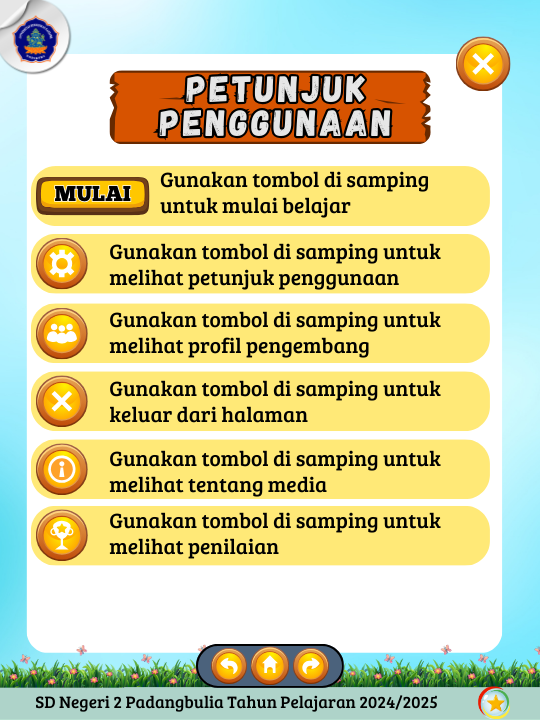 PETUNJUK
PENGGUNAAN
MULAI
Gunakan tombol di samping
untuk mulai belajar
Gunakan tombol di samping untuk
melihat petunjuk penggunaan
Gunakan tombol di samping untuk
melihat profil pengembang
Gunakan tombol di samping untuk
keluar dari halaman
Gunakan tombol di samping untuk
melihat tentang media
Gunakan tombol di samping untuk
melihat penilaian
SD Negeri 2 Padangbulia Tahun Pelajaran 2024/2025